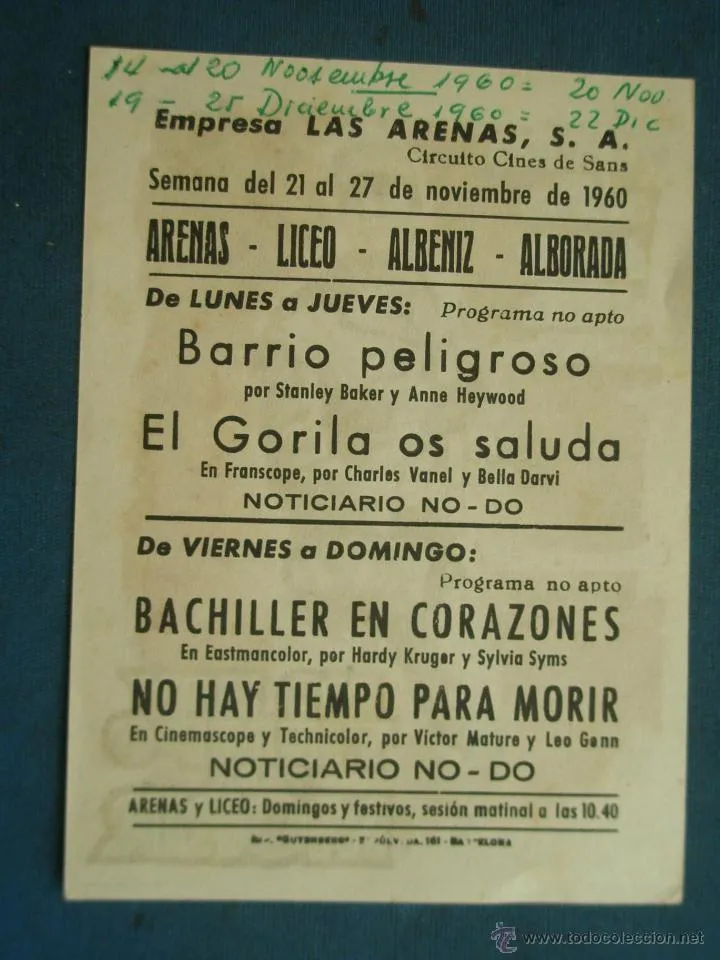 14 - al 20 Noviembre 1960 = 20 Nov.
19 - 25 Diciembre 1960 = 22 Dic
Empresa LAS ARENAS, S. A.
Circuito Cines de Sans
Semana del 21 al 27 de noviembre de 1960
ARENAS - LICEO - ALBENIZ - ALBORADA
De LUNES a JUEVES: Programa no apto
Barrio peligroso
por Stanley Baker y Anne Heywood
El Gorila os saluda
En Franscope, por Charles Vanel y Bella Darvi
NOTICIARIO NO-DO
De VIERNES a DOMINGO:
Programa no apto
BACHILLER EN CORAZONES
En Eastmancolor, por Hardy Kruger y Sylvia Syms
NO HAY TIEMPO PARA MORIR
En Cinemascope y Technicolor, por Víctor Mature y Leo Genn
NOTICIARIO NO-DO
ARENAS y LICEO: Domingos y festivos, sesión matinal a las 10.40
www.todocoleccion.net